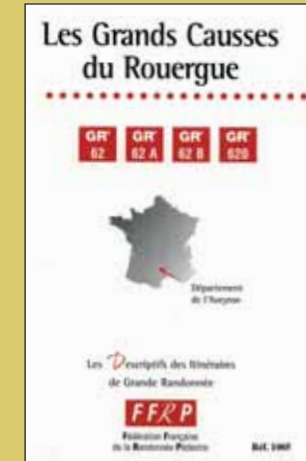 Les Grands Causses
du Rouergue
GR® GR® GR® GR®
62 62 A 62 B 620
Département
de l'Aveyron
Les Descriptifs des Itinéraires
de Grande Randonnée
FFRP
Fédération Française
de la Randonnée Pédestre
Réf.